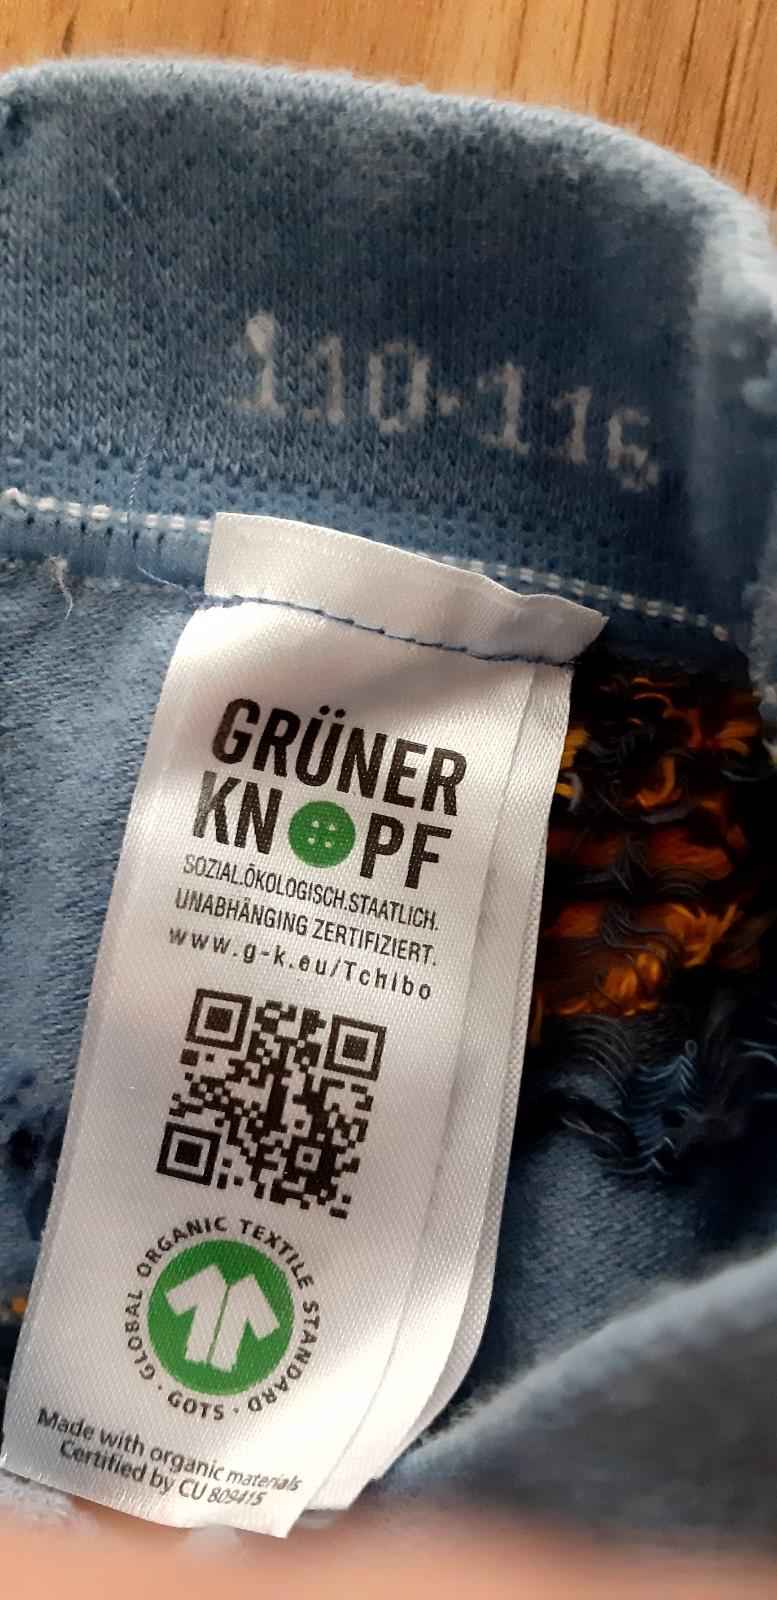 110-116
GRÜNER
KNOPF
SOZIAL.ÖKOLOGISCH.STAATLICH.
UNABHÄNGING ZERTIFIZIERT.
www.g-k.eu/Tchibo
GLOBAL ORGANIC TEXTILE STANDARD · GOTS ·
Made with organic materials
Certified by CU 809415